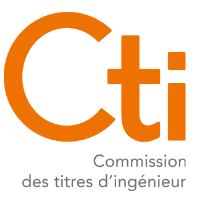 Cti
Commission
des titres d'ingénieur